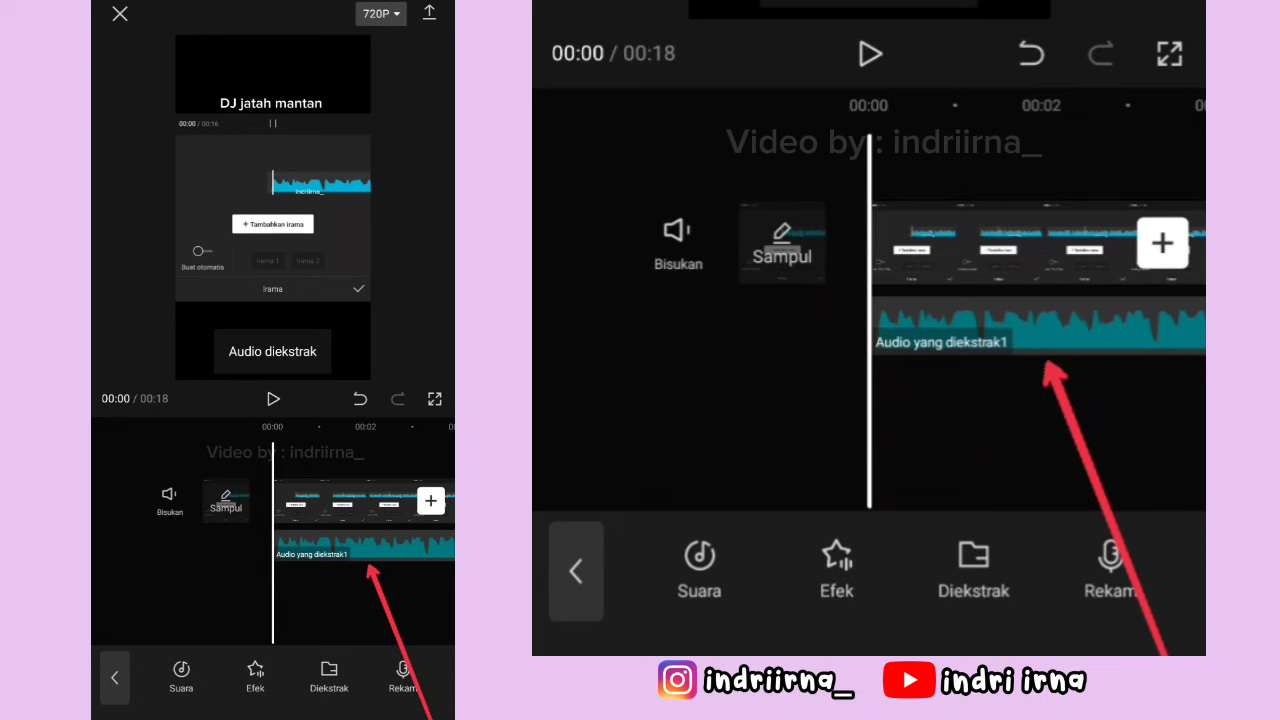 720P
DJ jatah mantan
00:00 / 00:16
indriirna_
+ Tambahkan irama
Buat otomatis
Irama 1
Irama 2
Irama
Audio diekstrak
00:00 / 00:18
00:00
00:02
Video by : indriirna_
Bisukan
Sampul
Audio yang diekstrak1
Suara
Efek
Diekstrak
Rekam
00:00 / 00:18
00:00
00:02
Video by : indriirna_
Bisukan
Sampul
Audio yang diekstrak1
Suara
Efek
Diekstrak
Rekam
indriirna_
indri irna